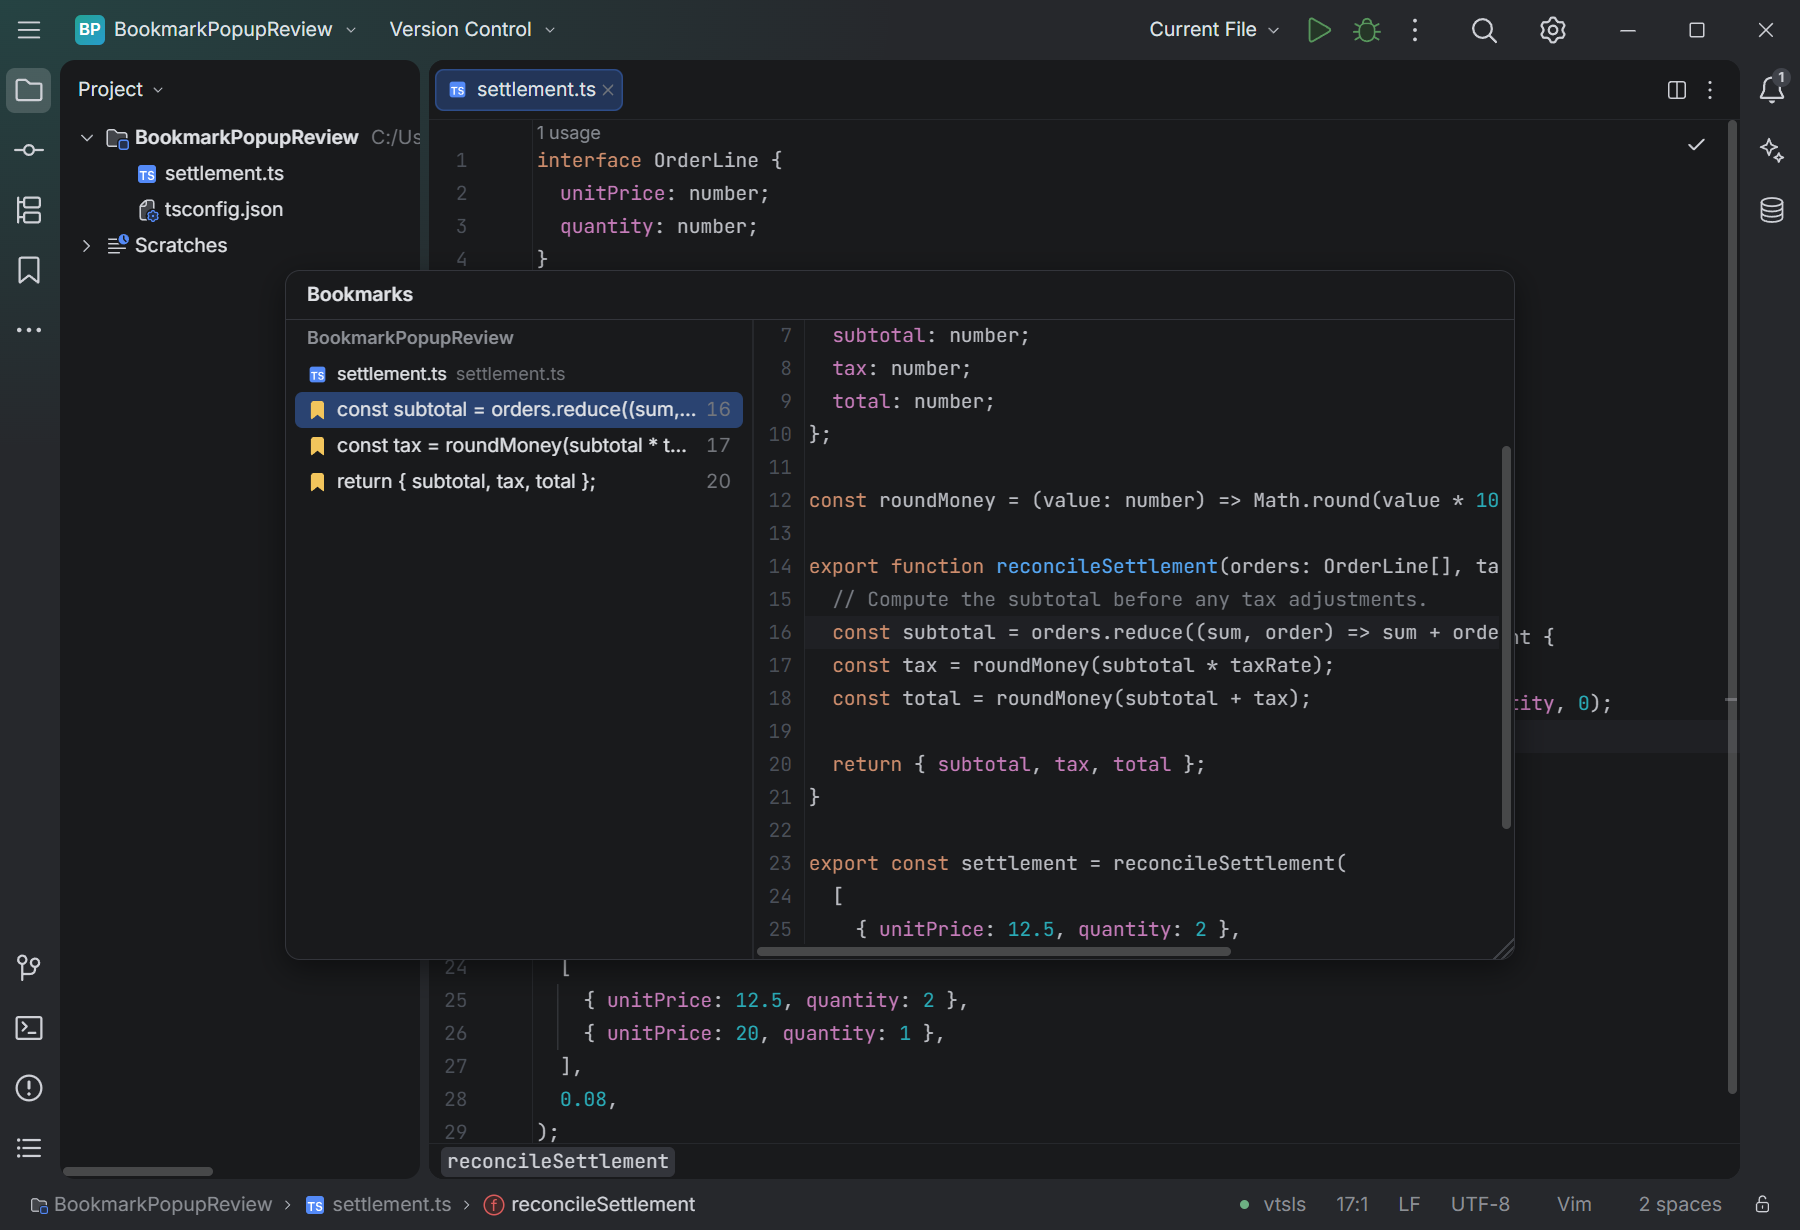 BP BookmarkPopupReview Version Control Current File
Project
BookmarkPopupReview C:/Us
TS settlement.ts
tsconfig.json
Scratches
TS settlement.ts
1
1 usage
1 interface OrderLine {
2 unitPrice: number;
3 quantity: number;
4 }
Bookmarks
BookmarkPopupReview
TS settlement.ts settlement.ts
const subtotal = orders.reduce((sum,... 16
const tax = roundMoney(subtotal * t... 17
return { subtotal, tax, total }; 20
7 subtotal: number;
8 tax: number;
9 total: number;
10 };
11
12 const roundMoney = (value: number) => Math.round(value * 10
13
14 export function reconcileSettlement(orders: OrderLine[], ta
15 // Compute the subtotal before any tax adjustments.
16 const subtotal = orders.reduce((sum, order) => sum + orde
17 const tax = roundMoney(subtotal * taxRate);
18 const total = roundMoney(subtotal + tax);
19
20 return { subtotal, tax, total };
21 }
22
23 export const settlement = reconcileSettlement(
24 [
25 { unitPrice: 12.5, quantity: 2 },
nt {
tity, 0);
24 [
25 { unitPrice: 12.5, quantity: 2 },
26 { unitPrice: 20, quantity: 1 },
27 ],
28 0.08,
29 );
reconcileSettlement
BookmarkPopupReview › TS settlement.ts › f reconcileSettlement vtsls 17:1 LF UTF-8 Vim 2 spaces